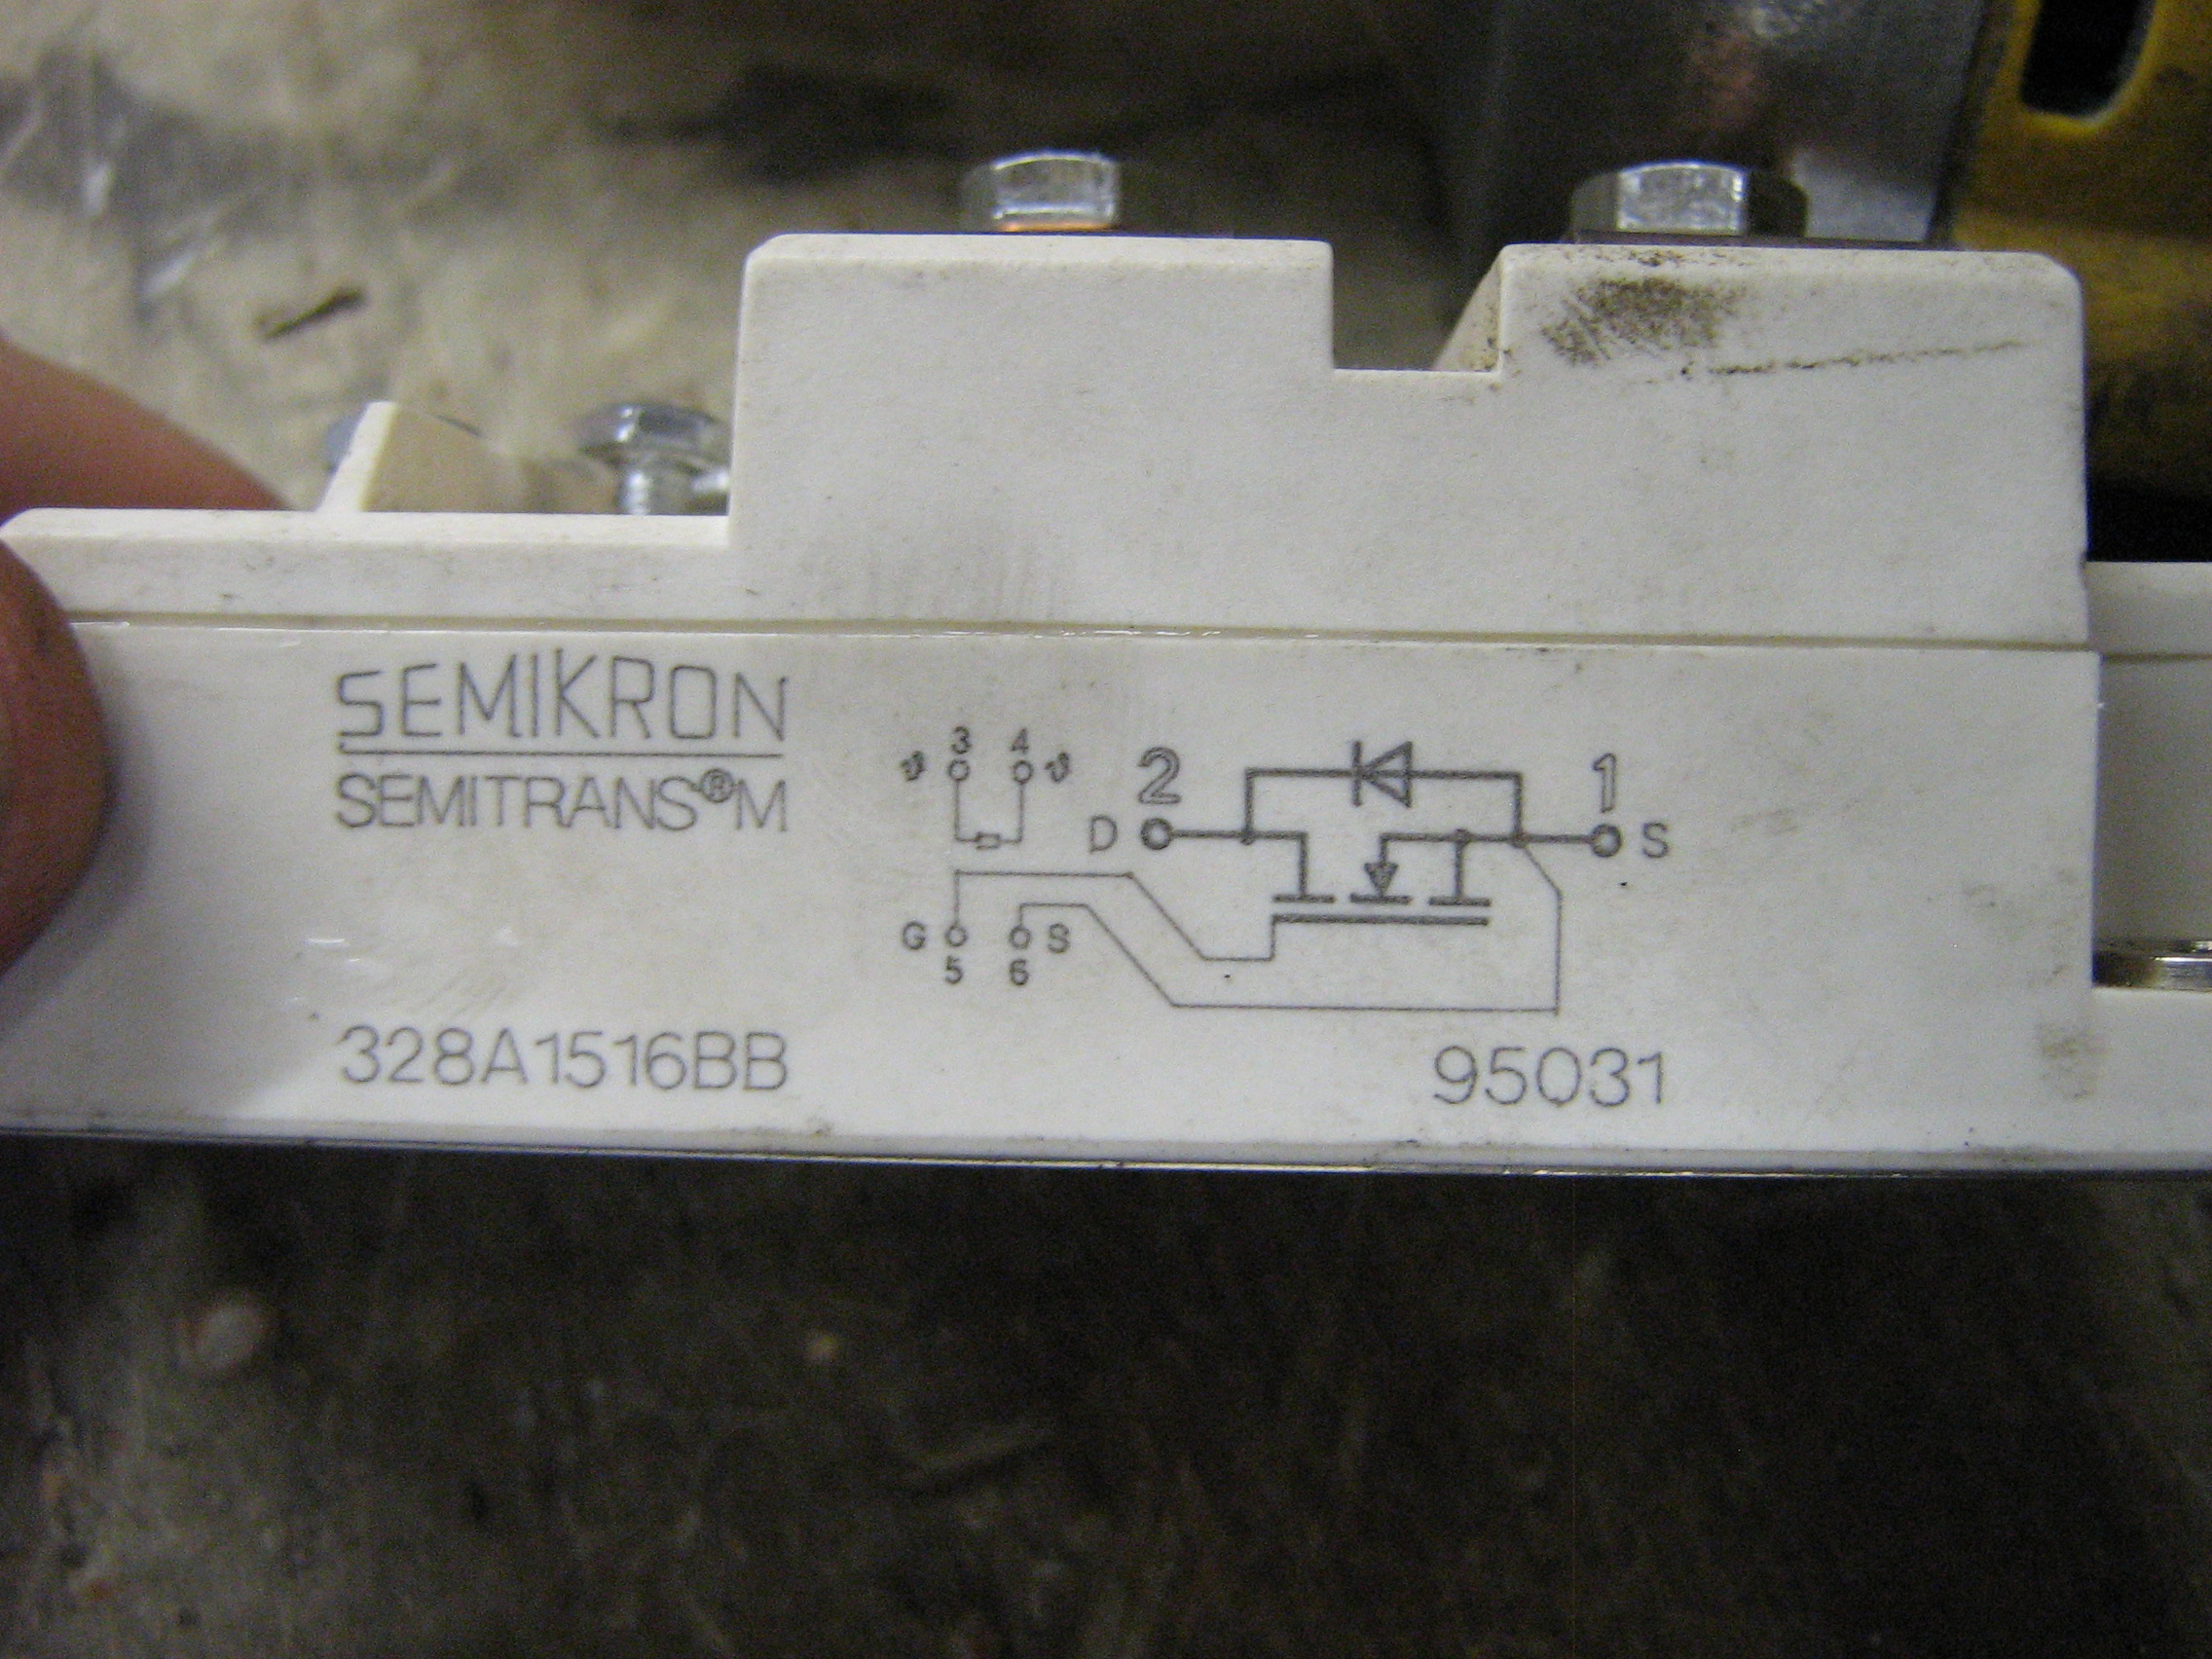 SEMIKRON
SEMITRANS®M
ϑ 3 4 ϑ
2 1
D S
G S
5 6
328A1516BB 95031